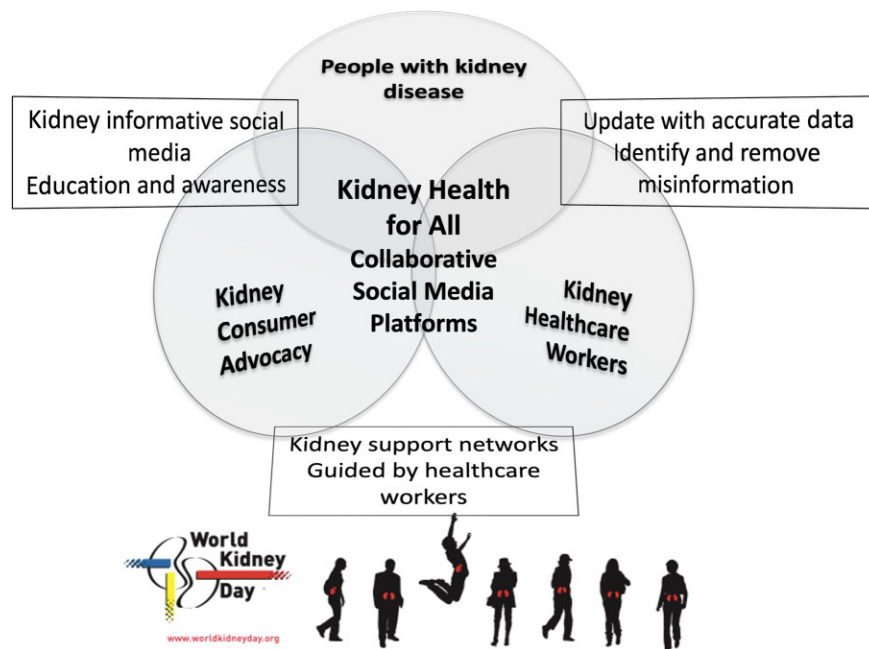 People with kidney
disease
Kidney informative social
media
Education and awareness
Update with accurate data
Identify and remove
misinformation
Kidney Health
for All
Collaborative
Social Media
Platforms
Kidney
Consumer
Advocacy
Kidney
Healthcare
Workers
Kidney support networks
Guided by healthcare
workers
World
Kidney
Day
www.worldkidneyday.org